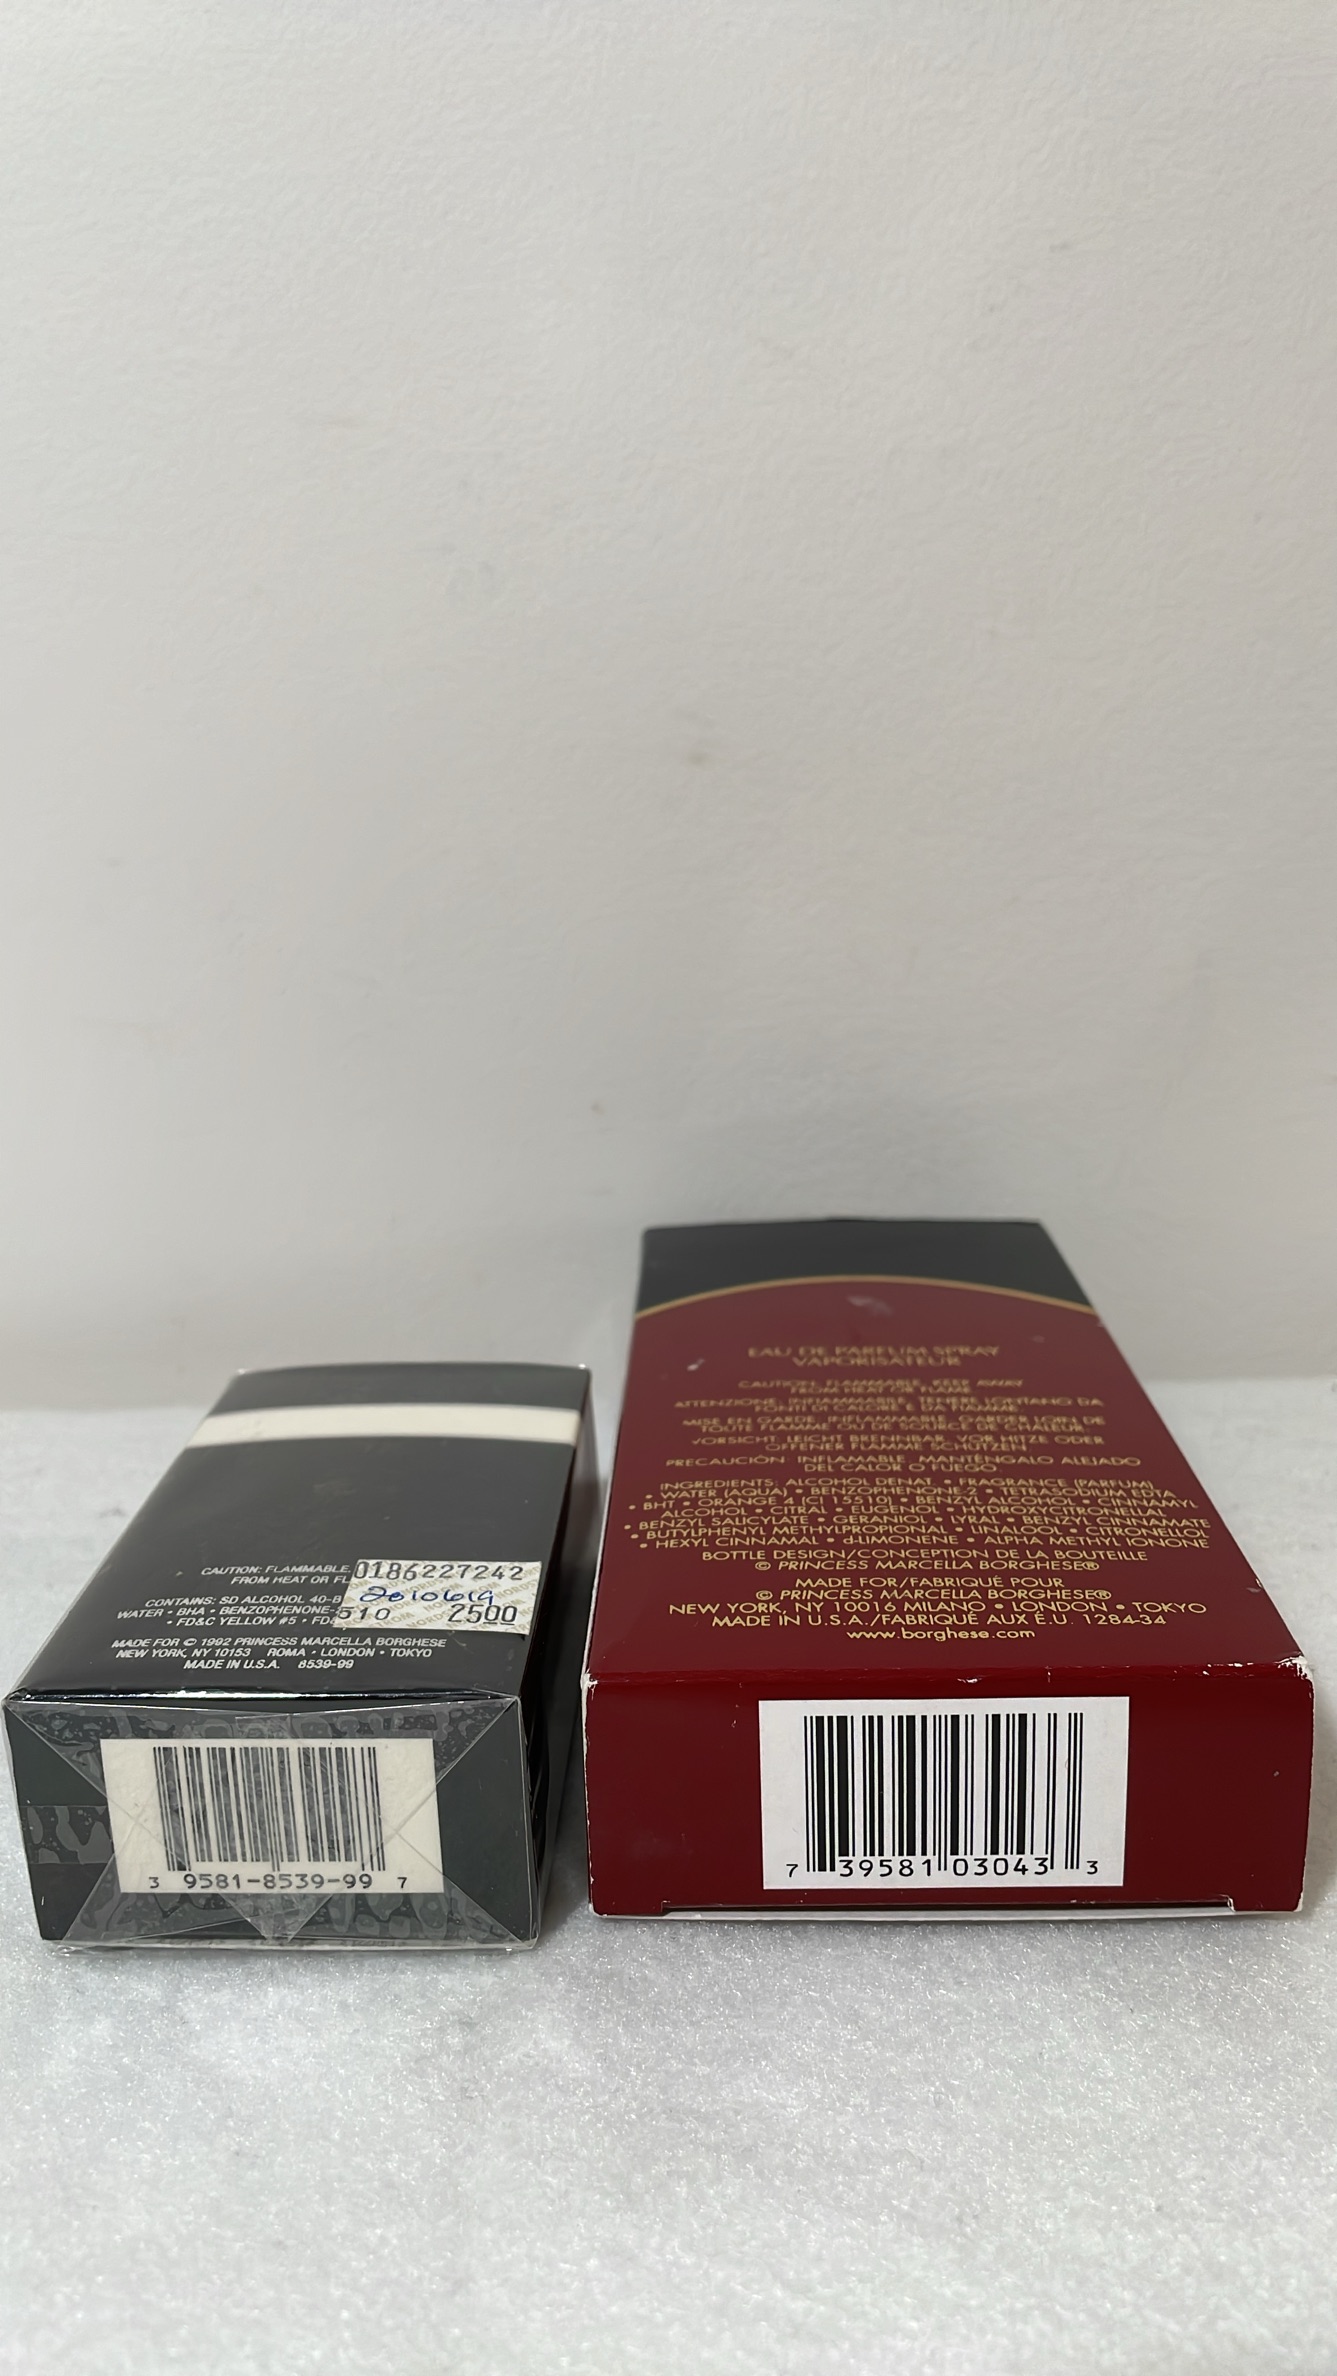 CAUTION: FLAMMABLE.
FROM HEAT OR FL
CONTAINS: SD ALCOHOL 40-B
WATER • BHA • BENZOPHENONE-
• FD&C YELLOW #5 • FD&
MADE FOR © 1992 PRINCESS MARCELLA BORGHESE
NEW YORK, NY 10153 ROMA • LONDON • TOKYO
MADE IN U.S.A. 8539-99
0186227242
2010619
510 2500
3 9581-8539-99 7
EAU DE PARFUM SPRAY
VAPORISATEUR
CAUTION: FLAMMABLE, KEEP AWAY
FROM HEAT OR FLAME
ATTENZIONE: INFIAMMABILE, TENERE LONTANO DA
FONTI DI CALORE E DA FIAMME
MISE EN GARDE: INFLAMMABLE, GARDER LOIN DE
TOUTE FLAMME OU DE SOURCE DE CHALEUR.
VORSICHT: LEICHT BRENNBAR. VOR HITZE ODER
OFFENER FLAMME SCHÜTZEN
PRECAUCIÓN: INFLAMABLE, MANTÉNGALO ALEJADO
DEL CALOR O FUEGO.
INGREDIENTS: ALCOHOL DENAT. • FRAGRANCE (PARFUM)
• WATER (AQUA) • BENZOPHENONE-2 • TETRASODIUM EDTA
• BHT • ORANGE 4 (CI 15510) • BENZYL ALCOHOL • CINNAMYL
ALCOHOL • CITRAL • EUGENOL • HYDROXYCITRONELLAL
• BENZYL SALICYLATE • GERANIOL • LYRAL • BENZYL CINNAMATE
• BUTYLPHENYL METHYLPROPIONAL • LINALOOL • CITRONELLOL
• HEXYL CINNAMAL • d-LIMONENE • ALPHA METHYL IONONE
BOTTLE DESIGN/CONCEPTION DE LA BOUTEILLE
© PRINCESS MARCELLA BORGHESE®
MADE FOR/FABRIQUÉ POUR
© PRINCESS MARCELLA BORGHESE®
NEW YORK, NY 10016 MILANO • LONDON • TOKYO
MADE IN U.S.A./FABRIQUÉ AUX É.U. 1284-34
www.borghese.com
7 39581 03043 3